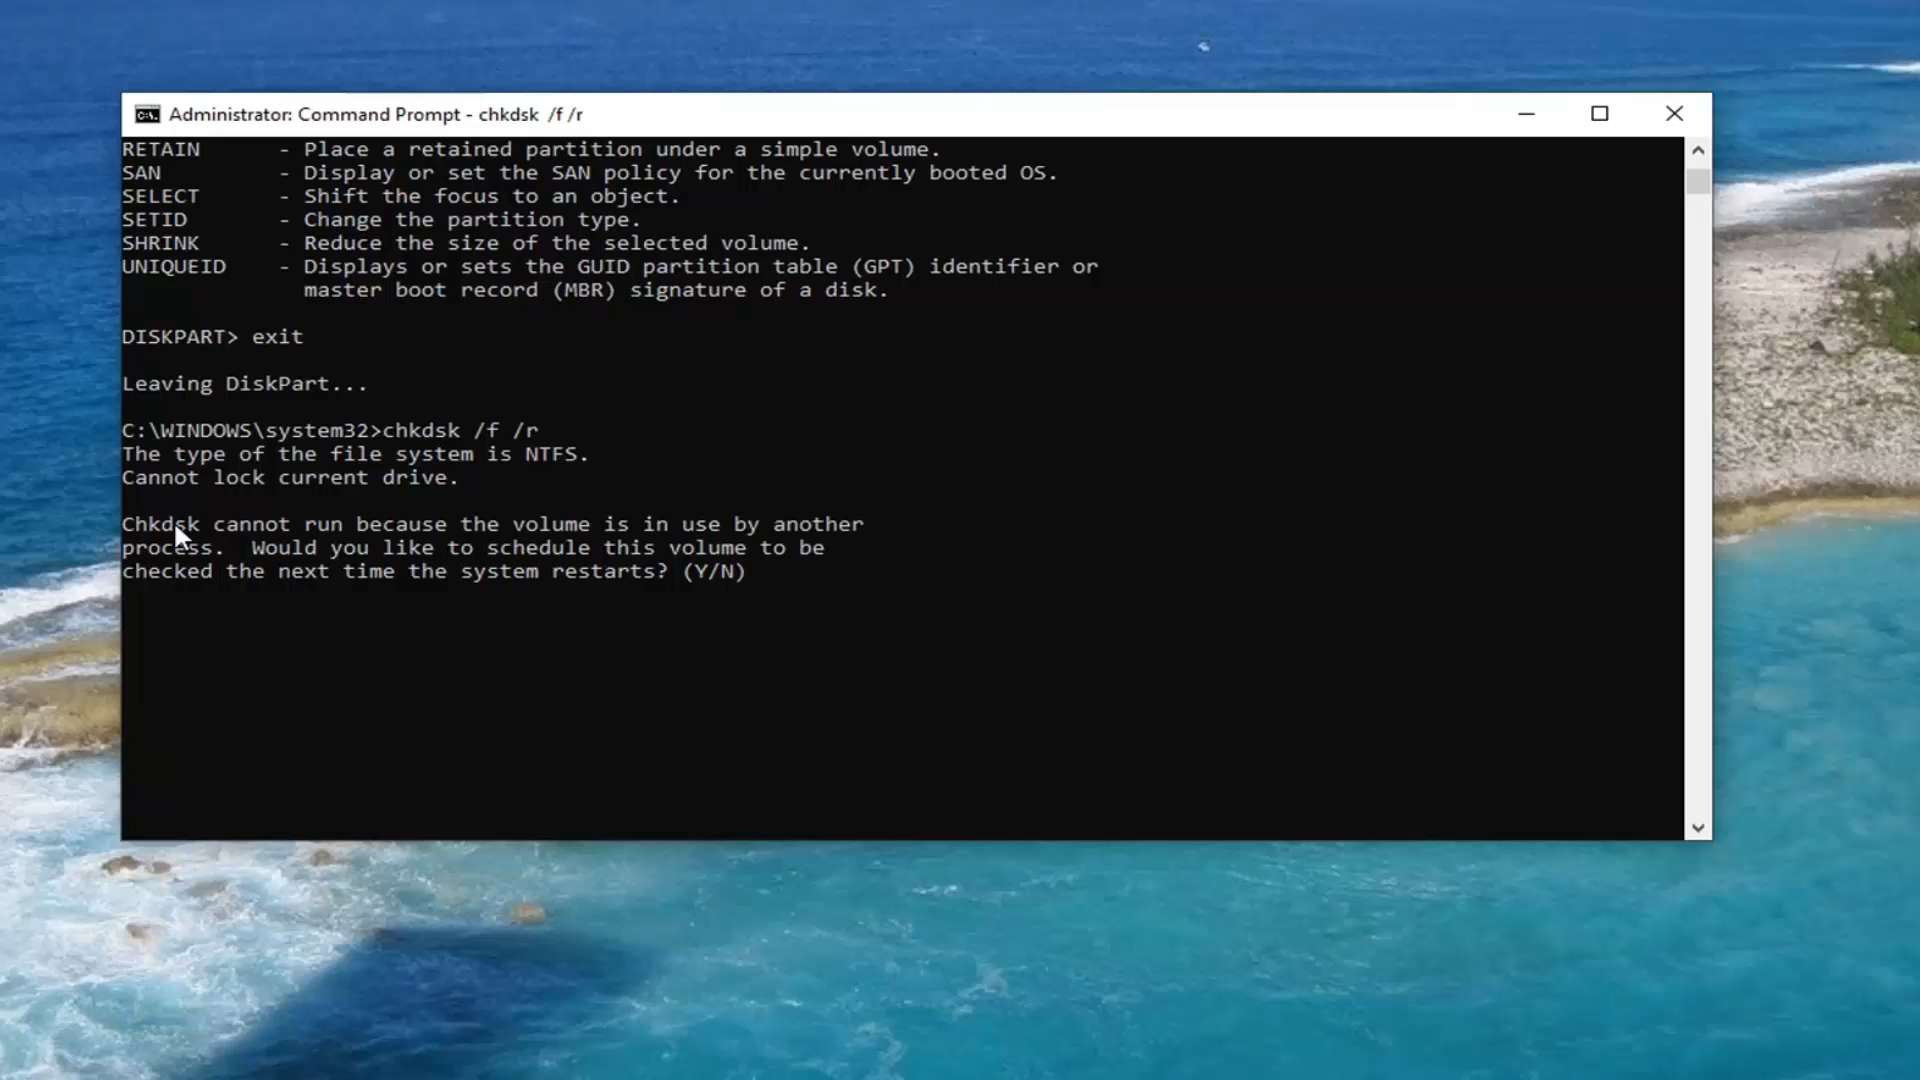 Administrator: Command Prompt - chkdsk /f /r
RETAIN - Place a retained partition under a simple volume.
SAN - Display or set the SAN policy for the currently booted OS.
SELECT - Shift the focus to an object.
SETID - Change the partition type.
SHRINK - Reduce the size of the selected volume.
UNIQUEID - Displays or sets the GUID partition table (GPT) identifier or
master boot record (MBR) signature of a disk.
DISKPART> exit
Leaving DiskPart...
C:\WINDOWS\system32>chkdsk /f /r
The type of the file system is NTFS.
Cannot lock current drive.
Chkdsk cannot run because the volume is in use by another
process.  Would you like to schedule this volume to be
checked the next time the system restarts? (Y/N)